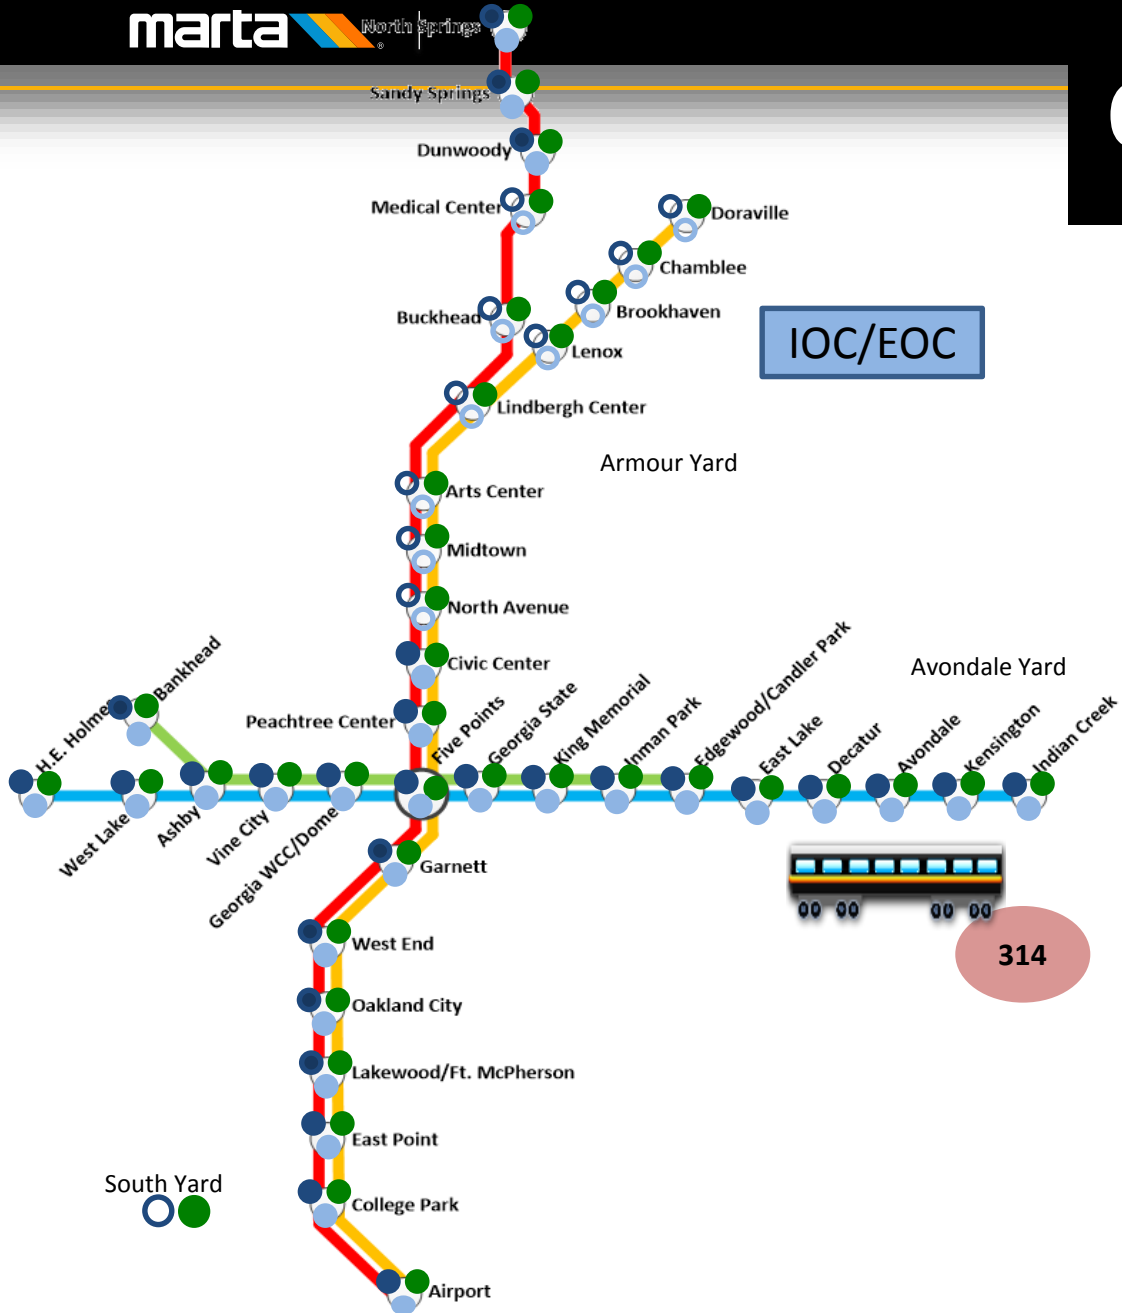 marta
®
North Springs
Sandy Springs
Dunwoody
Medical Center
Doraville
Chamblee
Buckhead
Brookhaven
IOC/EOC
Lenox
Lindbergh Center
Armour Yard
Arts Center
Midtown
North Avenue
Civic Center
Avondale Yard
Peachtree Center
H.E. Holmes
Bankhead
Five Points
Georgia State
King Memorial
Inman Park
Edgewood/Candler Park
East Lake
Decatur
Avondale
Kensington
Indian Creek
West Lake
Ashby
Vine City
Georgia WCC/Dome
Garnett
West End
314
Oakland City
Lakewood/Ft. McPherson
East Point
South Yard
College Park
Airport